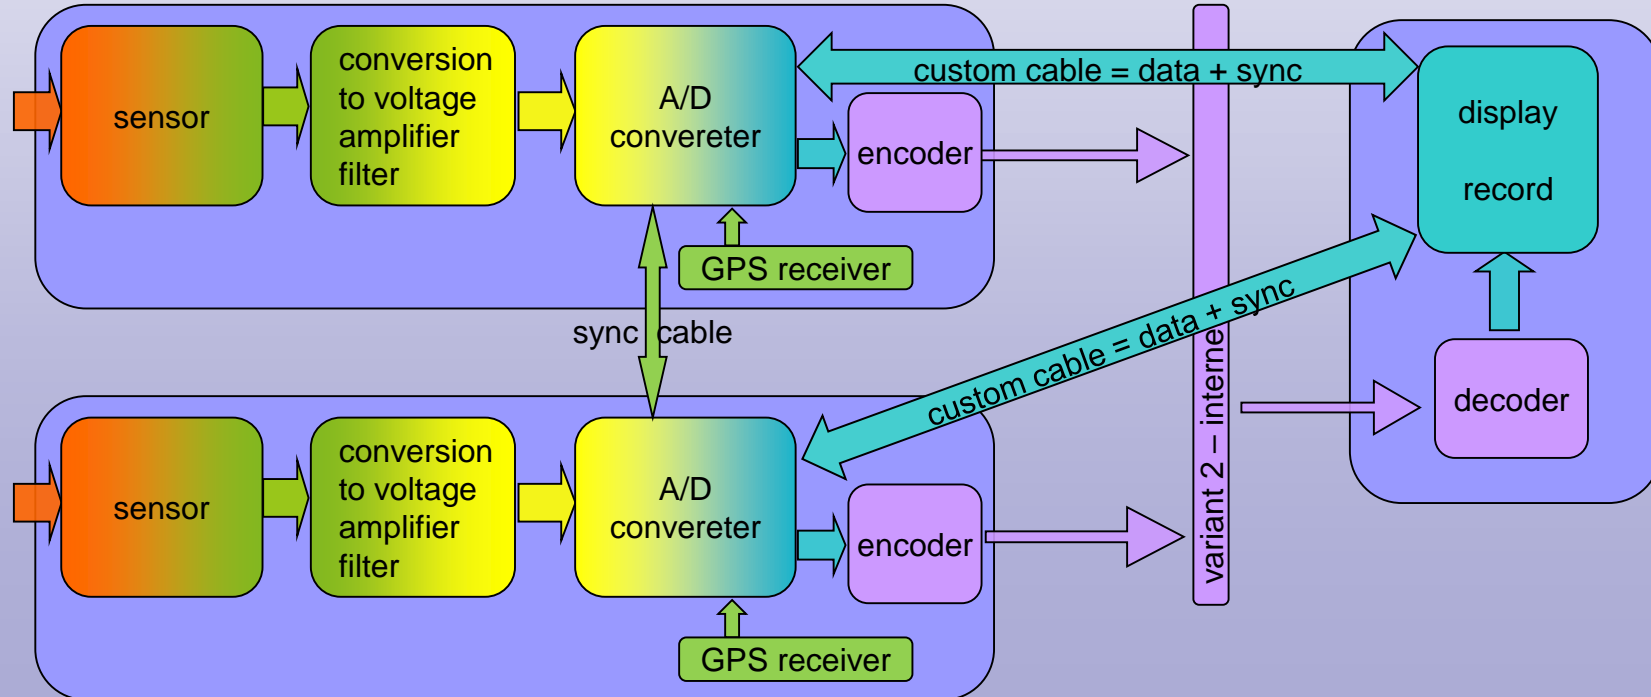 sensor
conversion
to voltage
amplifier
filter
A/D
convereter
encoder
GPS receiver
custom cable = data + sync
display
record
sync cable
custom cable = data + sync
variant 2 – interne
decoder
sensor
conversion
to voltage
amplifier
filter
A/D
convereter
encoder
GPS receiver